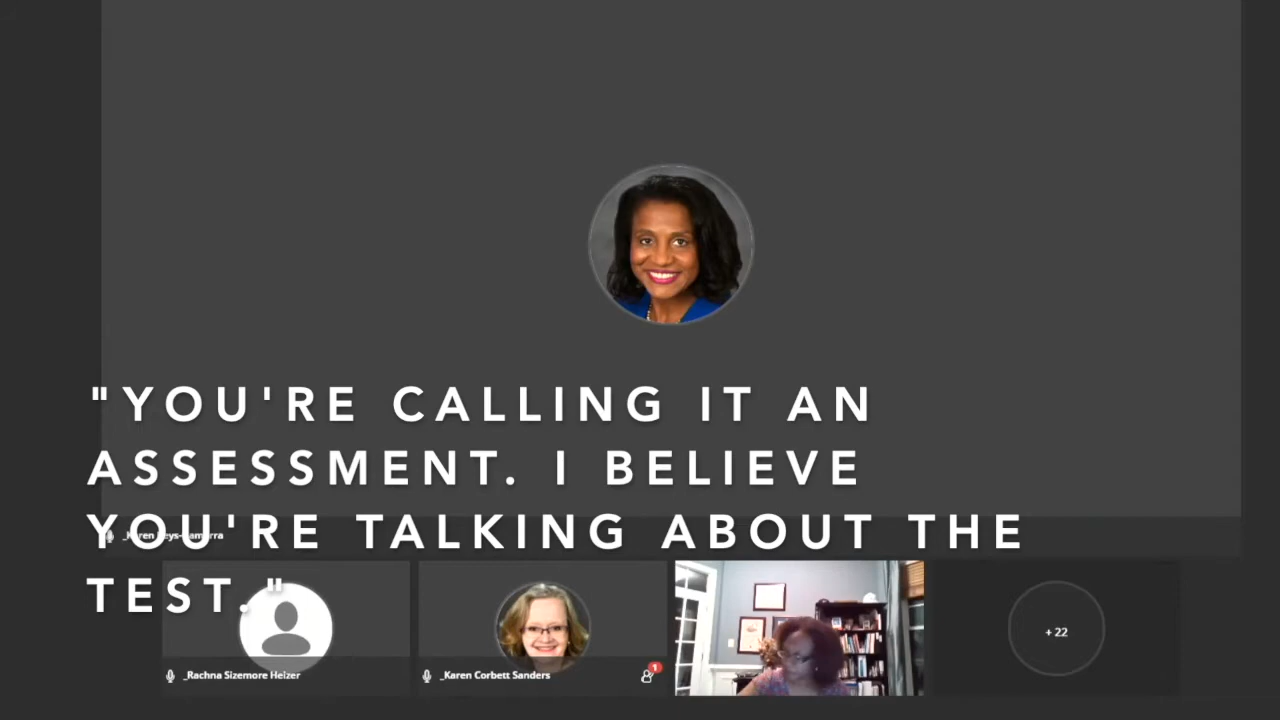 "YOU'RE CALLING IT AN
ASSESSMENT. I BELIEVE
YOU'RE TALKING ABOUT THE
TEST."
_Rachna Sizemore Heizer
_Karen Corbett Sanders
1
+ 22